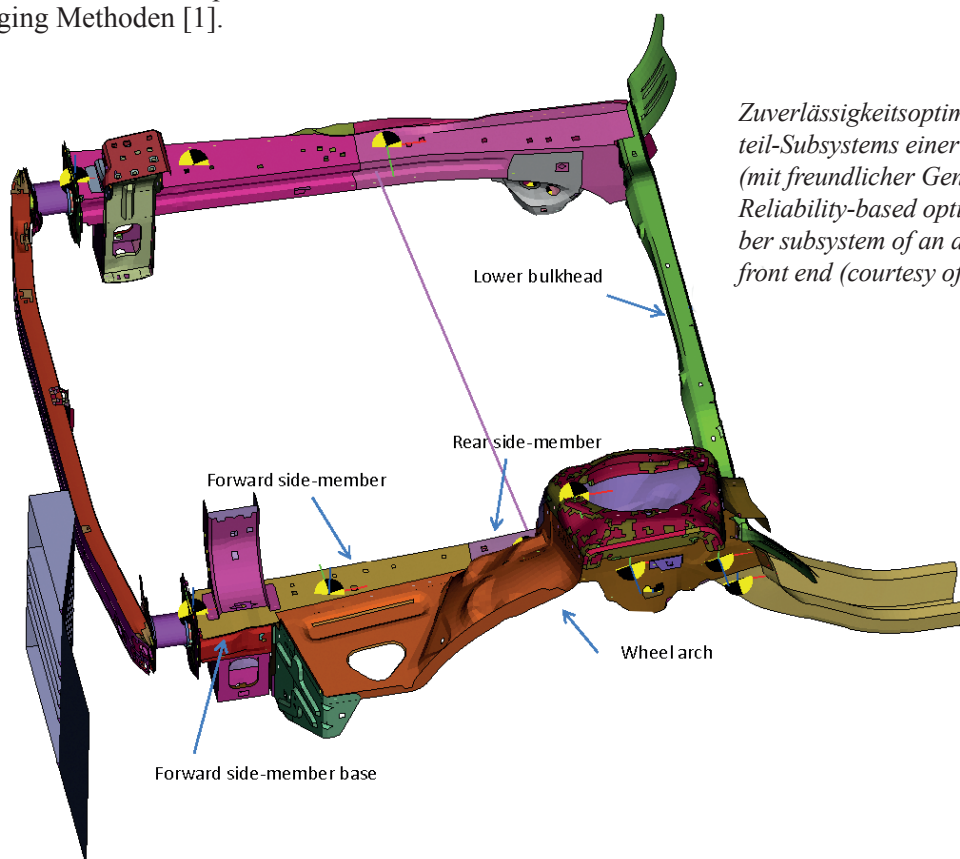 ging Methoden [1].
Zuverlässigkeitsoptim
teil-Subsystems einer
(mit freundlicher Gen
Reliability-based opti
ber subsystem of an a
front end (courtesy of
Lower bulkhead
Rear side-member
Forward side-member
Wheel arch
Forward side-member base